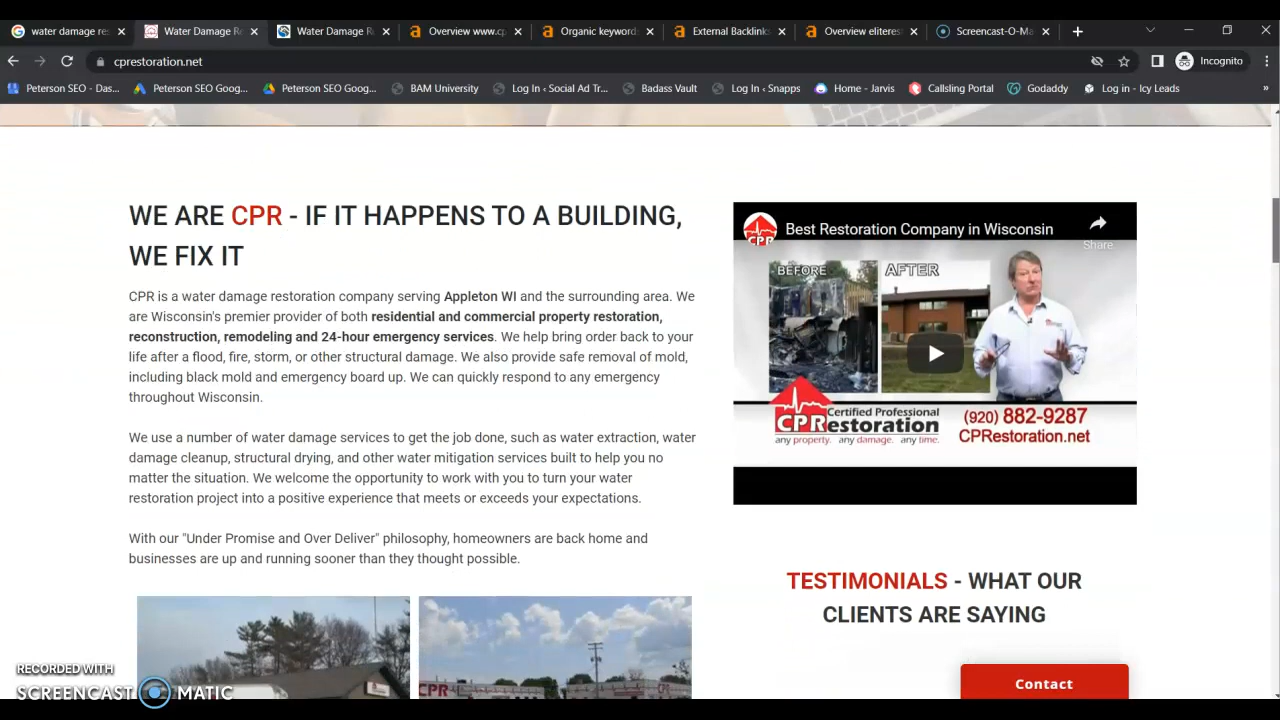 water damage res
Water Damage Re
Water Damage Re
Overview www.cp
Organic keyword
External Backlink
Overview eliteres
Screencast-O-Ma
cprestoration.net
Incognito
Peterson SEO - Das...
Peterson SEO Goog...
Peterson SEO Goog...
BAM University
Log In ‹ Social Ad Tr...
Badass Vault
Log In ‹ Snapps
Home - Jarvis
Callsling Portal
Godaddy
Log in - Icy Leads
»
WE ARE CPR - IF IT HAPPENS TO A BUILDING,
WE FIX IT
CPR is a water damage restoration company serving Appleton WI and the surrounding area. We
are Wisconsin's premier provider of both residential and commercial property restoration,
reconstruction, remodeling and 24-hour emergency services. We help bring order back to your
life after a flood, fire, storm, or other structural damage. We also provide safe removal of mold,
including black mold and emergency board up. We can quickly respond to any emergency
throughout Wisconsin.
We use a number of water damage services to get the job done, such as water extraction, water
damage cleanup, structural drying, and other water mitigation services built to help you no
matter the situation. We welcome the opportunity to work with you to turn your water
restoration project into a positive experience that meets or exceeds your expectations.
With our "Under Promise and Over Deliver" philosophy, homeowners are back home and
businesses are up and running sooner than they thought possible.
CPR
CPR
CPR
Best Restoration Company in Wisconsin
Share
BEFORE
AFTER
Certified Professional
CPRestoration
any property. any damage. any time.
(920) 882-9287
CPRestoration.net
TESTIMONIALS - WHAT OUR
CLIENTS ARE SAYING
Contact
RECORDED WITH
SCREENCAST MATIC